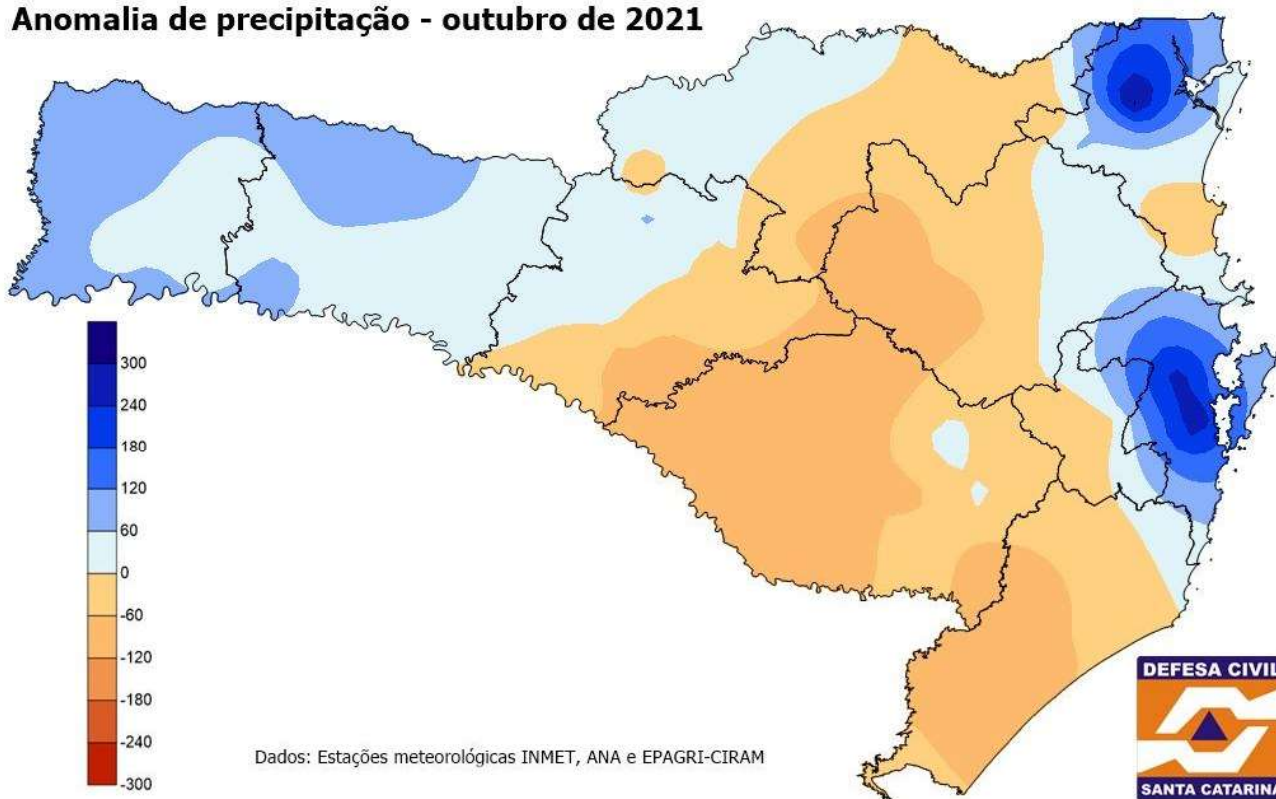 Anomalia de precipitação - outubro de 2021
300
240
180
120
60
0
-60
-120
-180
-240
-300
Dados: Estações meteorológicas INMET, ANA e EPAGRI-CIRAM
DEFESA CIVIL
SANTA CATARINA